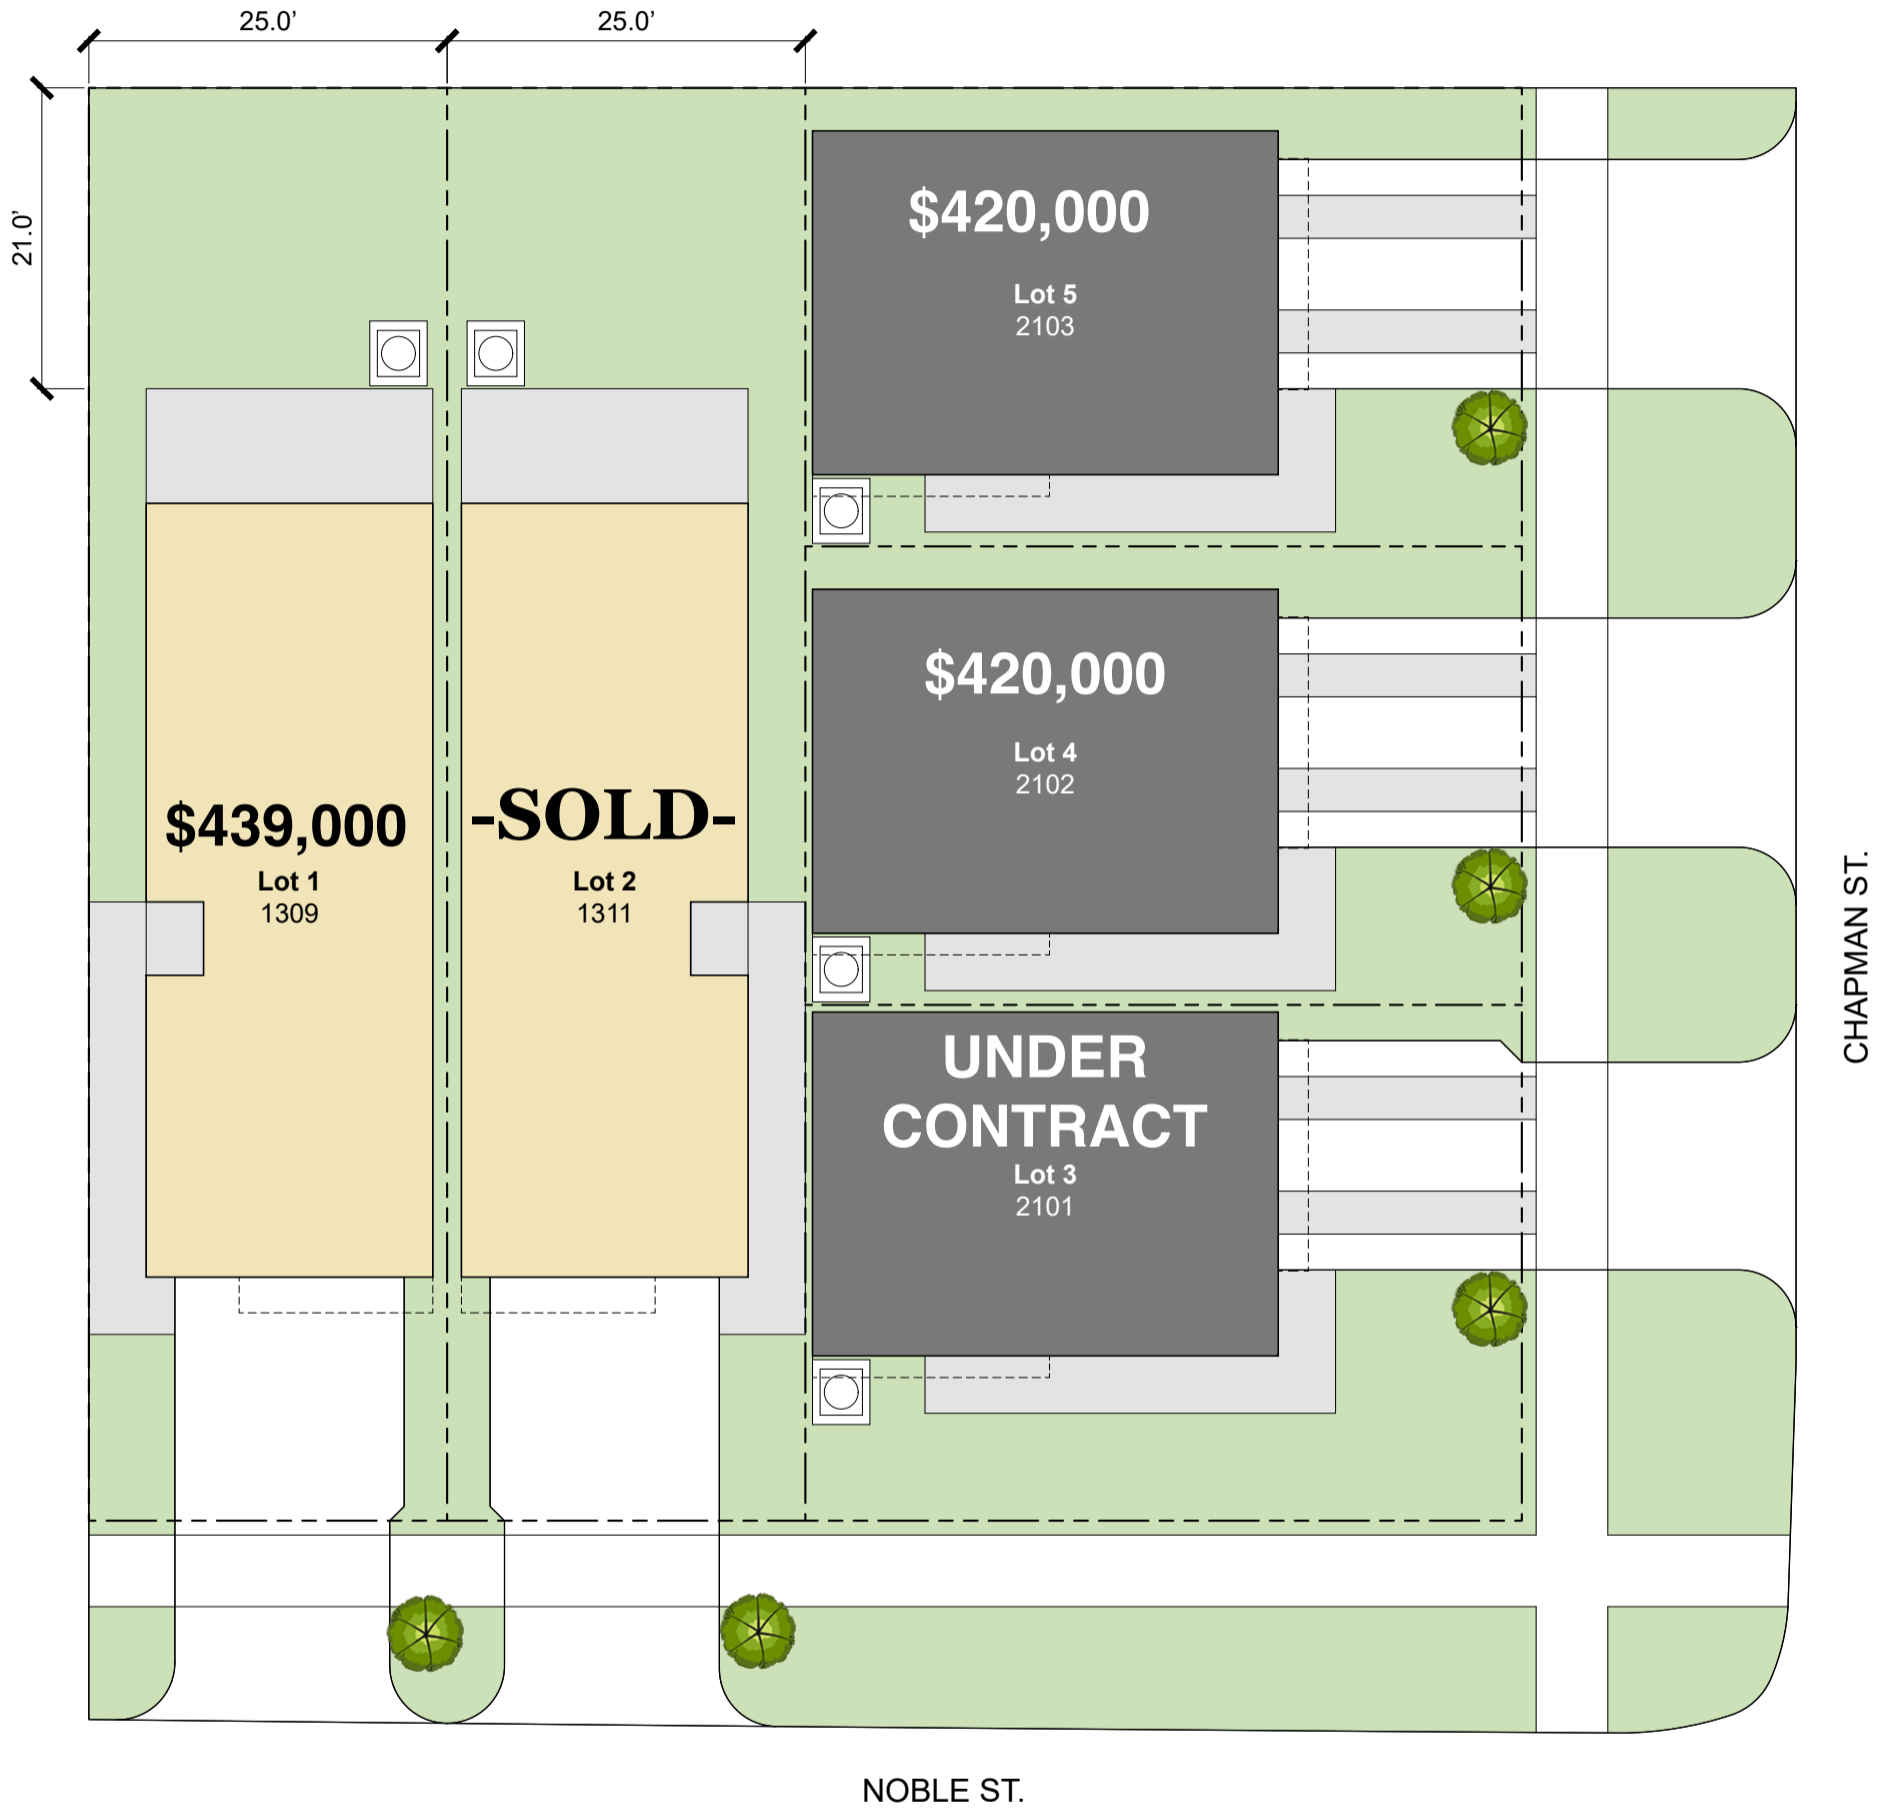 25.0’
25.0’
21.0’
$420,000
Lot 5
2103
$420,000
Lot 4
2102
$439,000
Lot 1
1309
-SOLD-
Lot 2
1311
UNDER
CONTRACT
Lot 3
2101
CHAPMAN ST.
NOBLE ST.